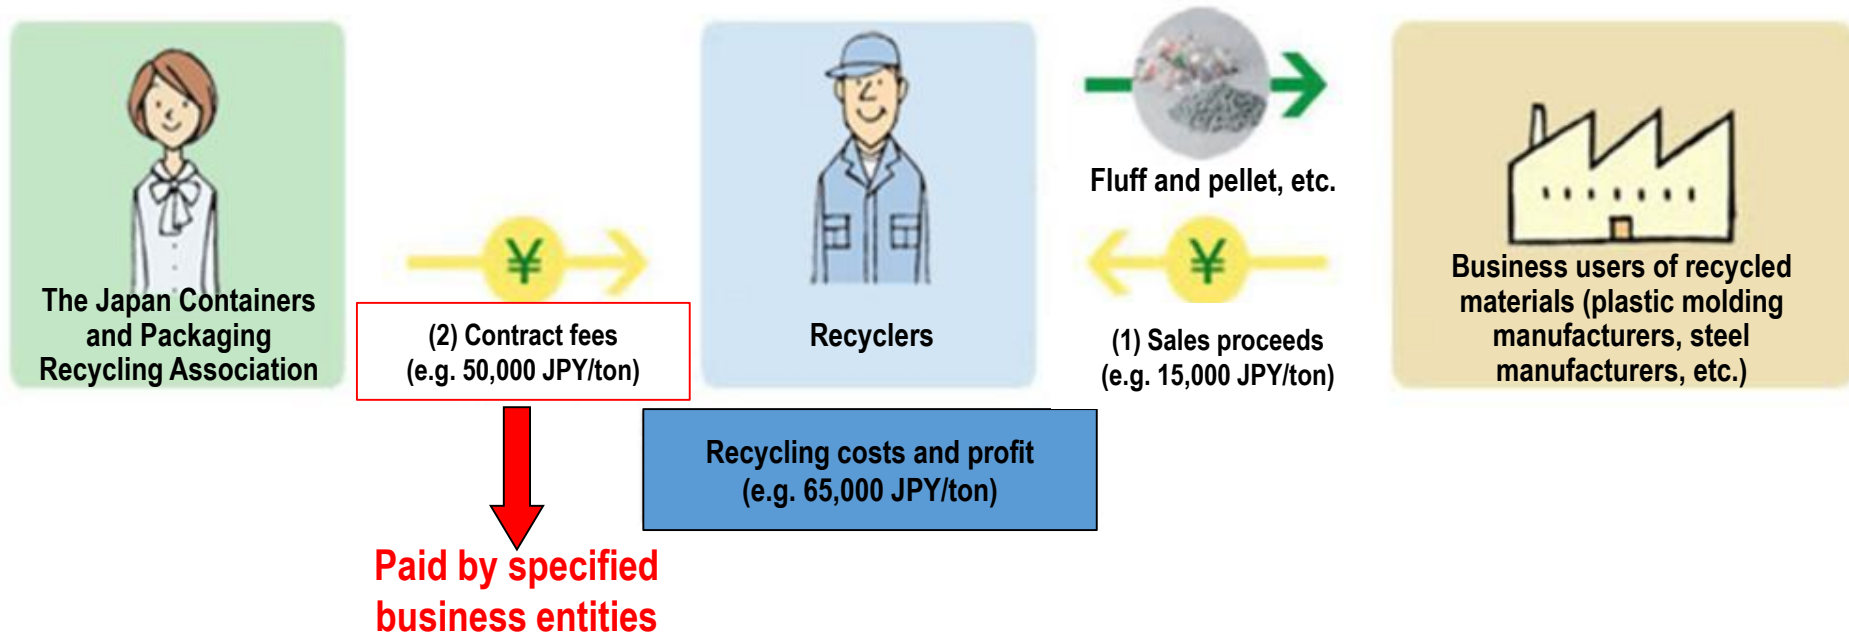 The Japan Containers
and Packaging
Recycling Association
¥
(2) Contract fees
(e.g. 50,000 JPY/ton)
Paid by specified
business entities
Recyclers
Recycling costs and profit
(e.g. 65,000 JPY/ton)
Fluff and pellet, etc.
¥
(1) Sales proceeds
(e.g. 15,000 JPY/ton)
Business users of recycled
materials (plastic molding
manufacturers, steel
manufacturers, etc.)